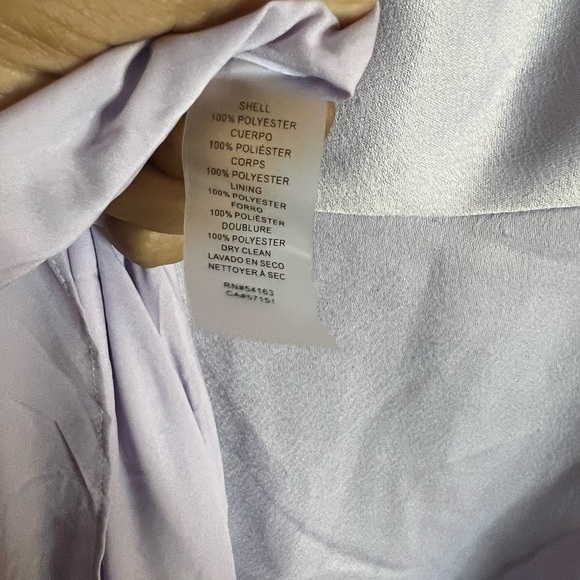 SHELL
100% POLYESTER
CUERPO
100% POLIÉSTER
CORPS
100% POLYESTER
LINING
100% POLYESTER
FORRO
100% POLIÉSTER
DOUBLURE
100% POLYESTER
DRY CLEAN
LAVADO EN SECO
NETTOYER À SEC
RN#54163
CA#57151